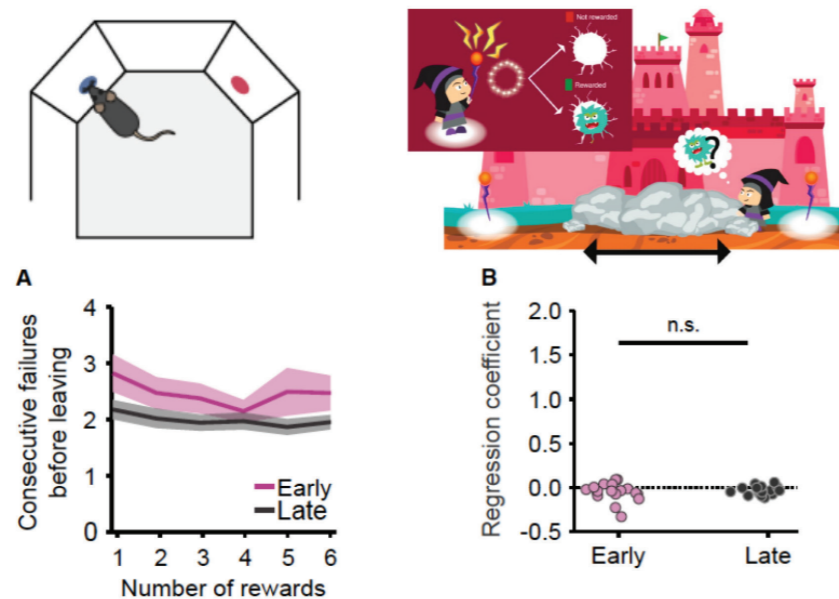 Not rewarded
Rewarded
?
A
Consecutive failures
before leaving
4
3
2
1
0
Early
Late
1 2 3 4 5 6
Number of rewards
B
Regression coefficient
2.0
1.5
1.0
0.5
0.0
-0.5
n.s.
Early Late